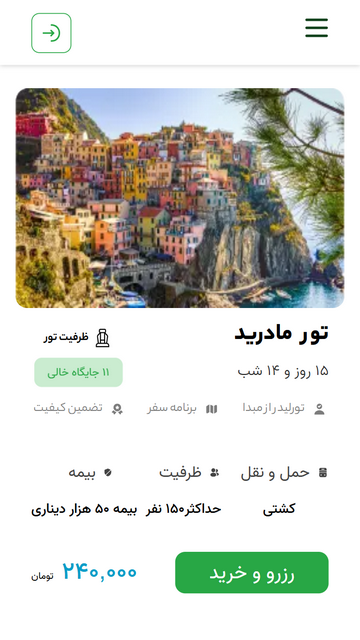 تور مادرید
ظرفیت تور
۱۵ روز و ۱۴ شب
۱۱ جایگاه خالی
تورلیدر از مبدا
برنامه سفر
تضمین کیفیت
حمل و نقل
ظرفیت
بیمه
کشتی
حداکثر۱۵۰ نفر
بیمه ۵۰ هزار دیناری
رزرو و خرید
۲۴۰,۰۰۰ تومان